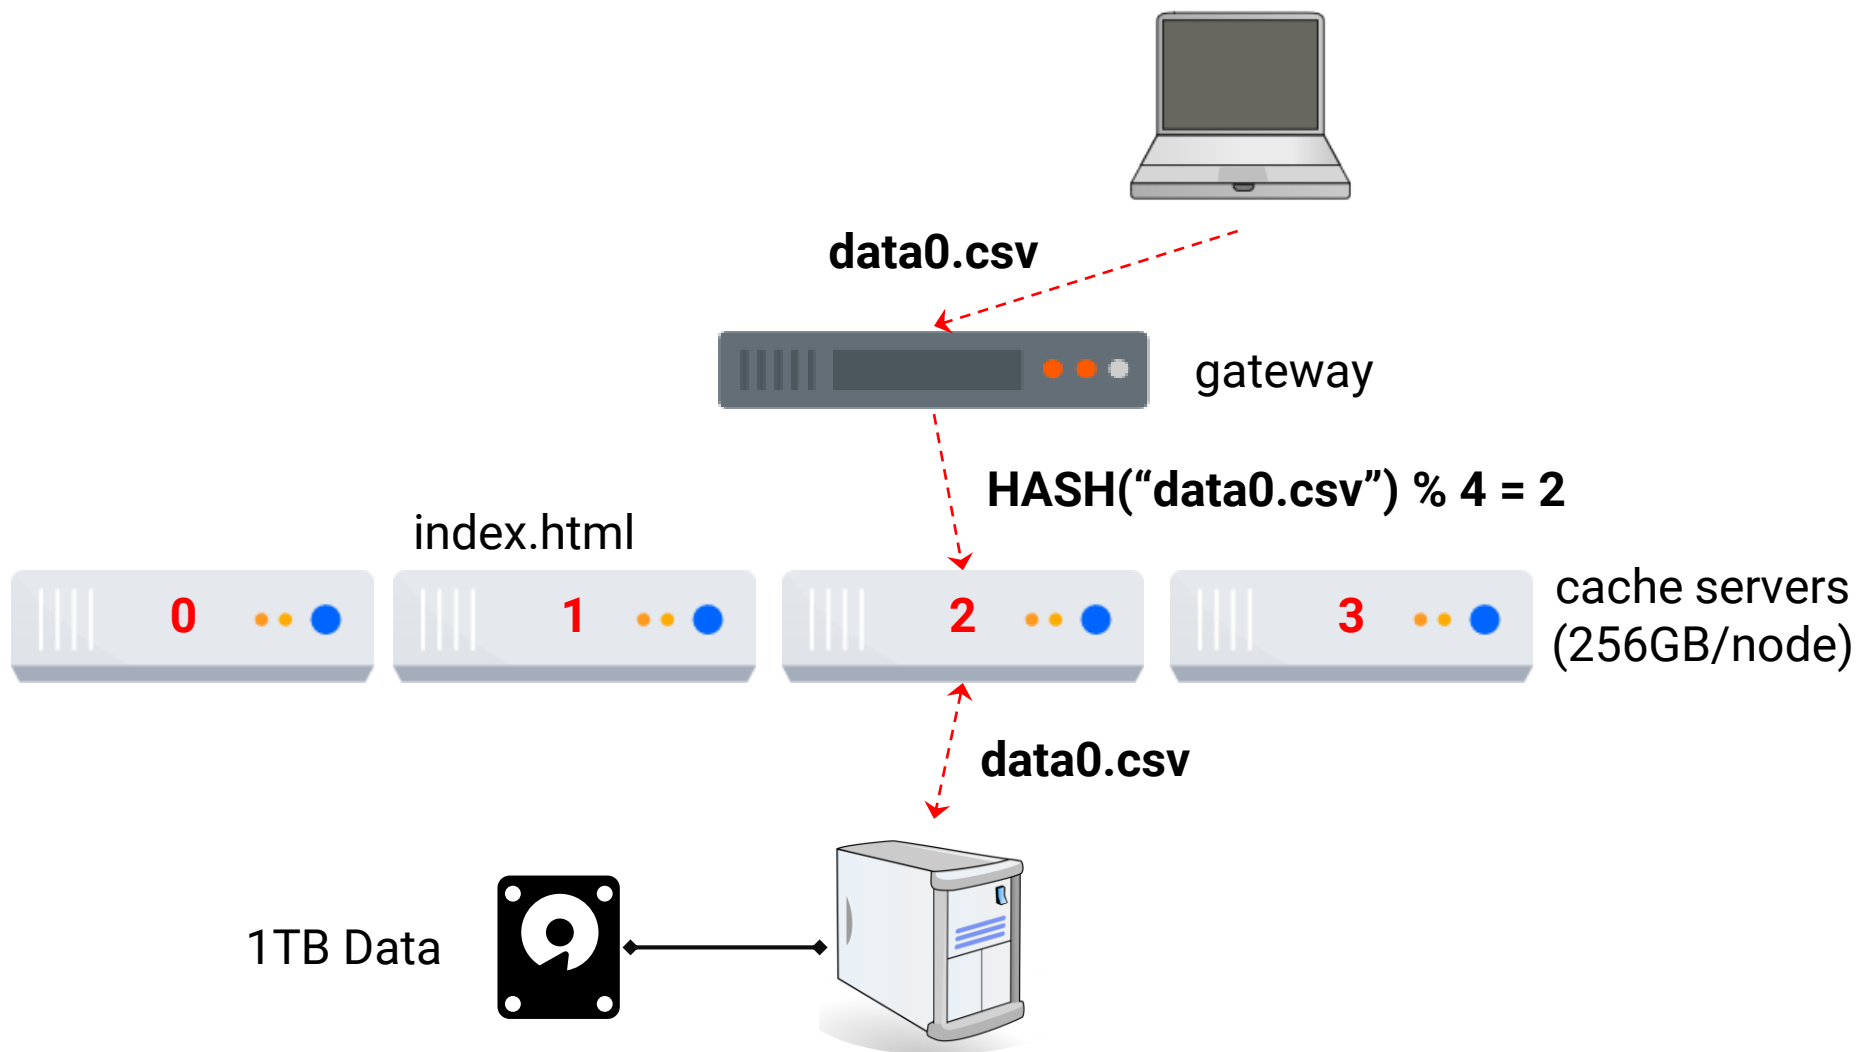 data0.csv
gateway
HASH(“data0.csv”) % 4 = 2
index.html
0
1
2
3
cache servers
(256GB/node)
data0.csv
1TB Data